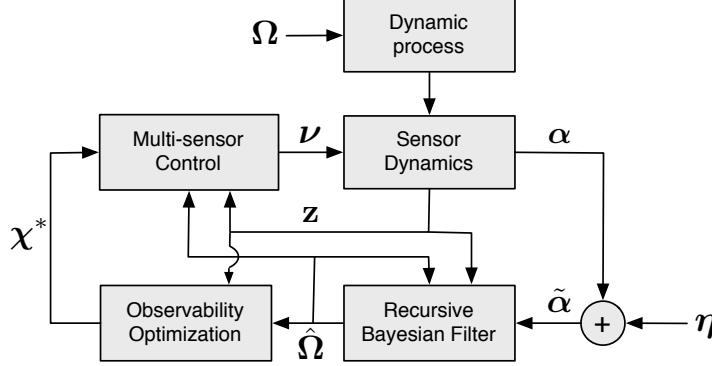 Ω
Dynamic
process
Multi-sensor
Control
ν
Sensor
Dynamics
α
z
χ*
Observability
Optimization
Ω̂
Recursive
Bayesian Filter
α̃
+
η